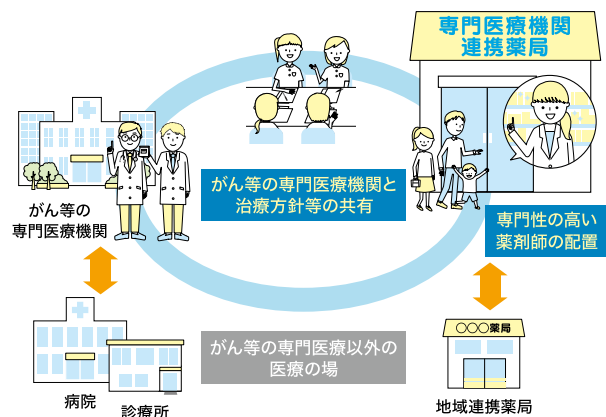 専門医療機関
連携薬局
がん等の専門医療機関と
治療方針等の共有
がん等の
専門医療機関
専門性の高い
薬剤師の配置
がん等の専門医療以外の
医療の場
〇〇〇薬局
病院
診療所
地域連携薬局